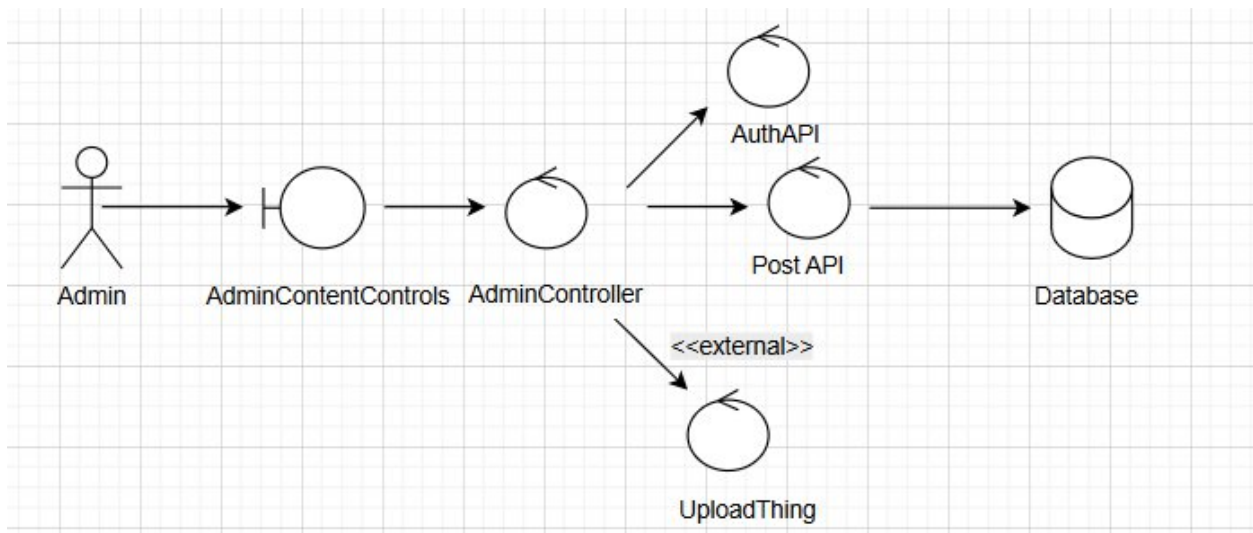 AuthAPI
Post API
Admin
AdminContentControls
AdminController
Database
<<external>>
UploadThing